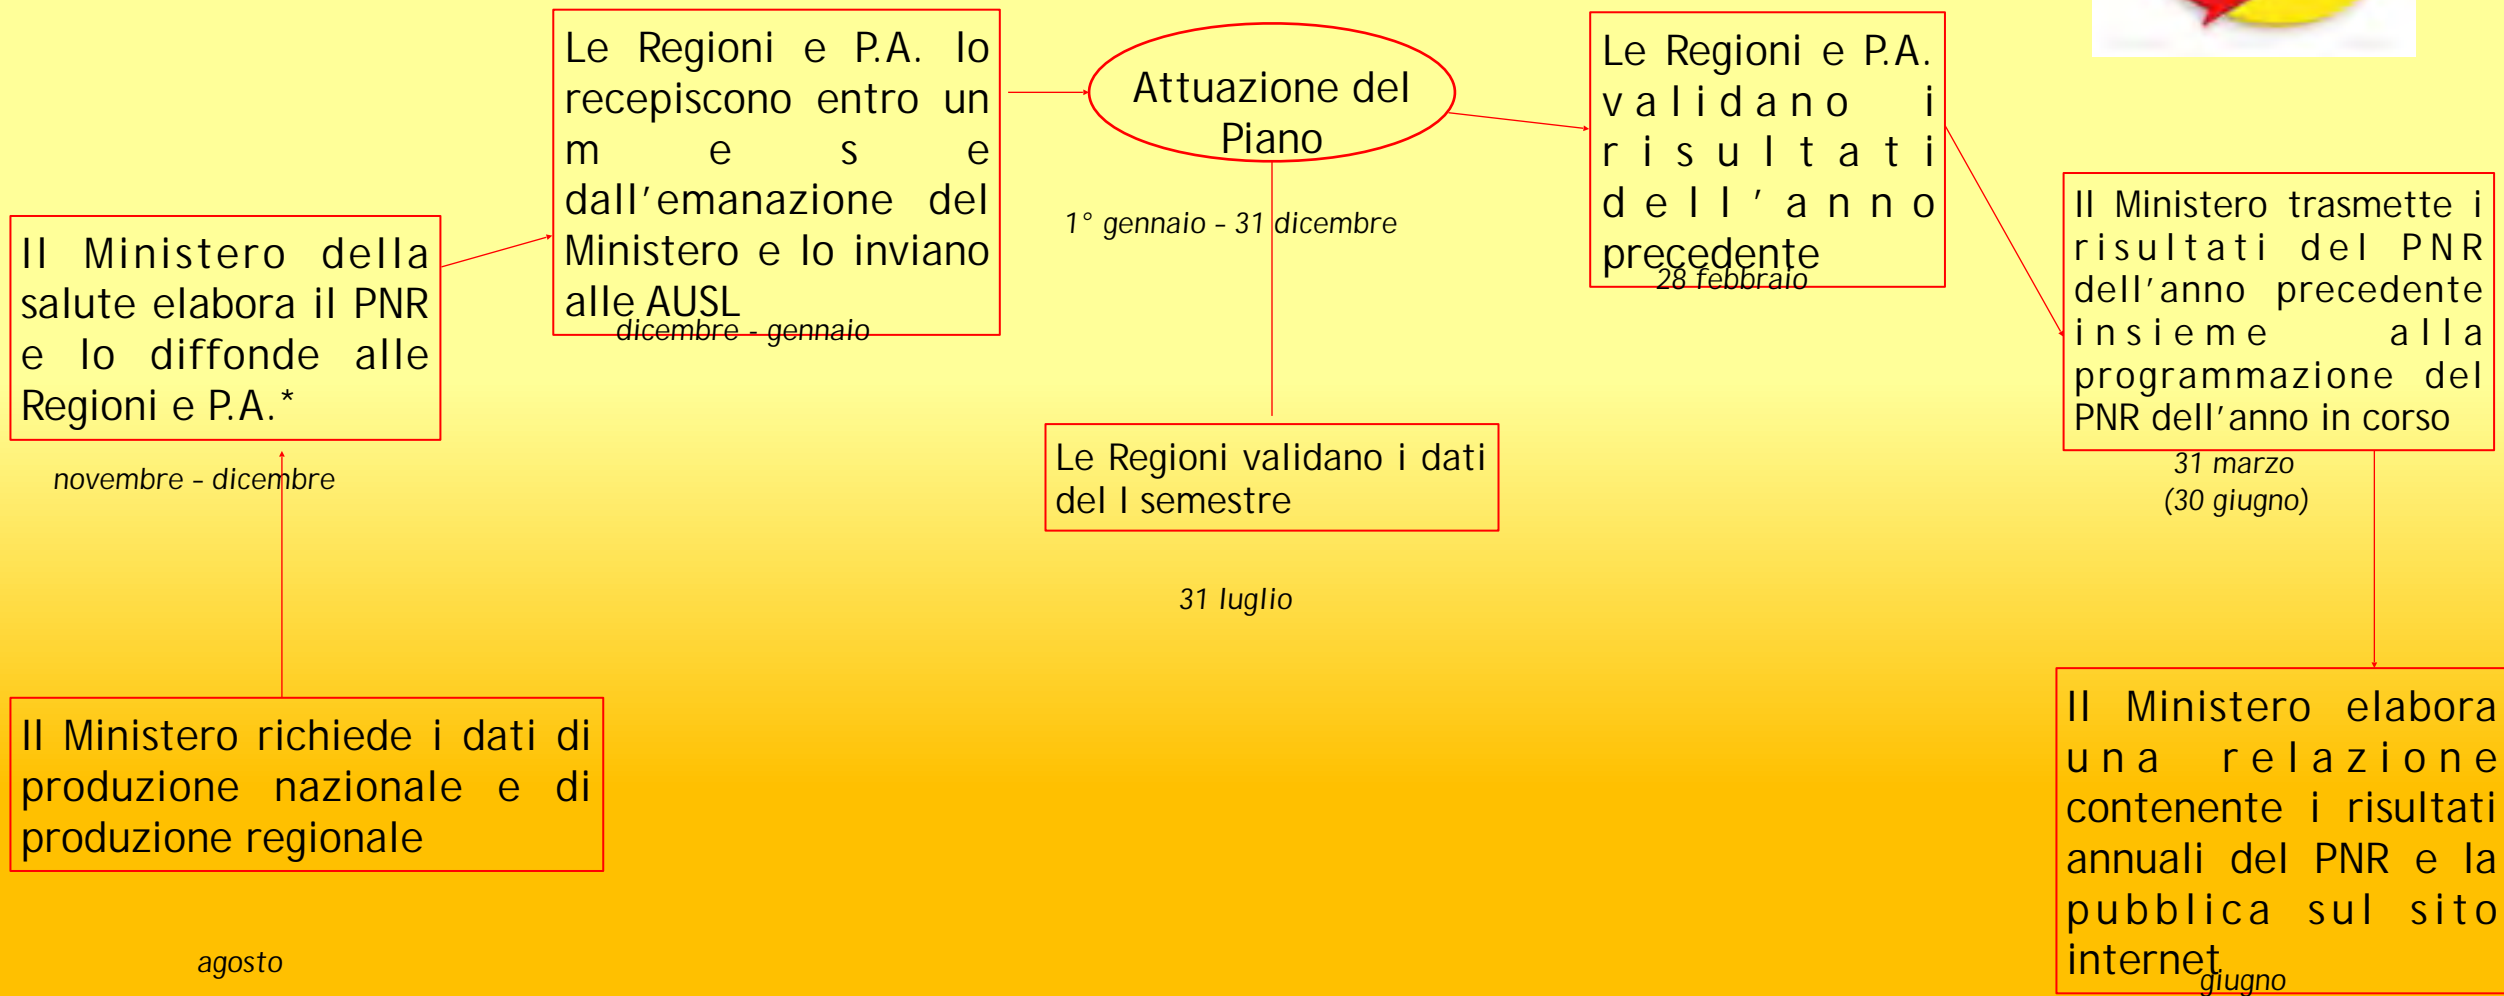 Il Ministero della
salute elabora il PNR
e lo diffonde alle
Regioni e P.A.*
novembre – dicembre
Il Ministero richiede i dati di
produzione nazionale e di
produzione regionale
agosto
Le Regioni e P.A. lo
recepiscono entro un
mese
dall’emanazione del
Ministero e lo inviano
alle AUSL
dicembre - gennaio
Attuazione del
Piano
1° gennaio – 31 dicembre
Le Regioni validano i dati
del I semestre
31 luglio
Le Regioni e P.A.
validano i
risultati
dell’anno
precedente
28 febbraio
Il Ministero trasmette i
risultati del PNR
dell’anno precedente
insieme alla
programmazione del
PNR dell’anno in corso
31 marzo
(30 giugno)
Il Ministero elabora
una relazione
contenente i risultati
annuali del PNR e la
pubblica sul sito
internet
giugno